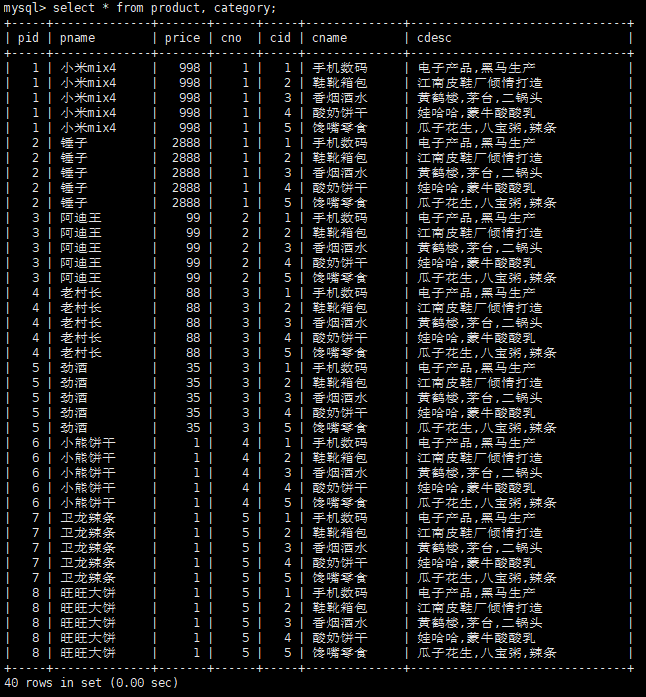 mysql> select * from product, category;
+-----+--------------+-------+------+-----+--------------+------------------------------+
| pid | pname        | price | cno  | cid | cname        | cdesc                        |
+-----+--------------+-------+------+-----+--------------+------------------------------+
|   1 | 小米mix4     |   998 |    1 |   1 | 手机数码     | 电子产品,黑马生产            |
|   1 | 小米mix4     |   998 |    1 |   2 | 鞋靴箱包     | 江南皮鞋厂倾情打造           |
|   1 | 小米mix4     |   998 |    1 |   3 | 香烟酒水     | 黄鹤楼,茅台,二锅头           |
|   1 | 小米mix4     |   998 |    1 |   4 | 酸奶饼干     | 娃哈哈,蒙牛酸酸乳            |
|   1 | 小米mix4     |   998 |    1 |   5 | 馋嘴零食     | 瓜子花生,八宝粥,辣条         |
|   2 | 锤子         |  2888 |    1 |   1 | 手机数码     | 电子产品,黑马生产            |
|   2 | 锤子         |  2888 |    1 |   2 | 鞋靴箱包     | 江南皮鞋厂倾情打造           |
|   2 | 锤子         |  2888 |    1 |   3 | 香烟酒水     | 黄鹤楼,茅台,二锅头           |
|   2 | 锤子         |  2888 |    1 |   4 | 酸奶饼干     | 娃哈哈,蒙牛酸酸乳            |
|   2 | 锤子         |  2888 |    1 |   5 | 馋嘴零食     | 瓜子花生,八宝粥,辣条         |
|   3 | 阿迪王       |    99 |    2 |   1 | 手机数码     | 电子产品,黑马生产            |
|   3 | 阿迪王       |    99 |    2 |   2 | 鞋靴箱包     | 江南皮鞋厂倾情打造           |
|   3 | 阿迪王       |    99 |    2 |   3 | 香烟酒水     | 黄鹤楼,茅台,二锅头           |
|   3 | 阿迪王       |    99 |    2 |   4 | 酸奶饼干     | 娃哈哈,蒙牛酸酸乳            |
|   3 | 阿迪王       |    99 |    2 |   5 | 馋嘴零食     | 瓜子花生,八宝粥,辣条         |
|   4 | 老村长       |    88 |    3 |   1 | 手机数码     | 电子产品,黑马生产            |
|   4 | 老村长       |    88 |    3 |   2 | 鞋靴箱包     | 江南皮鞋厂倾情打造           |
|   4 | 老村长       |    88 |    3 |   3 | 香烟酒水     | 黄鹤楼,茅台,二锅头           |
|   4 | 老村长       |    88 |    3 |   4 | 酸奶饼干     | 娃哈哈,蒙牛酸酸乳            |
|   4 | 老村长       |    88 |    3 |   5 | 馋嘴零食     | 瓜子花生,八宝粥,辣条         |
|   5 | 劲酒         |    35 |    3 |   1 | 手机数码     | 电子产品,黑马生产            |
|   5 | 劲酒         |    35 |    3 |   2 | 鞋靴箱包     | 江南皮鞋厂倾情打造           |
|   5 | 劲酒         |    35 |    3 |   3 | 香烟酒水     | 黄鹤楼,茅台,二锅头           |
|   5 | 劲酒         |    35 |    3 |   4 | 酸奶饼干     | 娃哈哈,蒙牛酸酸乳            |
|   5 | 劲酒         |    35 |    3 |   5 | 馋嘴零食     | 瓜子花生,八宝粥,辣条         |
|   6 | 小熊饼干     |     1 |    4 |   1 | 手机数码     | 电子产品,黑马生产            |
|   6 | 小熊饼干     |     1 |    4 |   2 | 鞋靴箱包     | 江南皮鞋厂倾情打造           |
|   6 | 小熊饼干     |     1 |    4 |   3 | 香烟酒水     | 黄鹤楼,茅台,二锅头           |
|   6 | 小熊饼干     |     1 |    4 |   4 | 酸奶饼干     | 娃哈哈,蒙牛酸酸乳            |
|   6 | 小熊饼干     |     1 |    4 |   5 | 馋嘴零食     | 瓜子花生,八宝粥,辣条         |
|   7 | 卫龙辣条     |     1 |    5 |   1 | 手机数码     | 电子产品,黑马生产            |
|   7 | 卫龙辣条     |     1 |    5 |   2 | 鞋靴箱包     | 江南皮鞋厂倾情打造           |
|   7 | 卫龙辣条     |     1 |    5 |   3 | 香烟酒水     | 黄鹤楼,茅台,二锅头           |
|   7 | 卫龙辣条     |     1 |    5 |   4 | 酸奶饼干     | 娃哈哈,蒙牛酸酸乳            |
|   7 | 卫龙辣条     |     1 |    5 |   5 | 馋嘴零食     | 瓜子花生,八宝粥,辣条         |
|   8 | 旺旺大饼     |     1 |    5 |   1 | 手机数码     | 电子产品,黑马生产            |
|   8 | 旺旺大饼     |     1 |    5 |   2 | 鞋靴箱包     | 江南皮鞋厂倾情打造           |
|   8 | 旺旺大饼     |     1 |    5 |   3 | 香烟酒水     | 黄鹤楼,茅台,二锅头           |
|   8 | 旺旺大饼     |     1 |    5 |   4 | 酸奶饼干     | 娃哈哈,蒙牛酸酸乳            |
|   8 | 旺旺大饼     |     1 |    5 |   5 | 馋嘴零食     | 瓜子花生,八宝粥,辣条         |
+-----+--------------+-------+------+-----+--------------+------------------------------+
40 rows in set (0.00 sec)